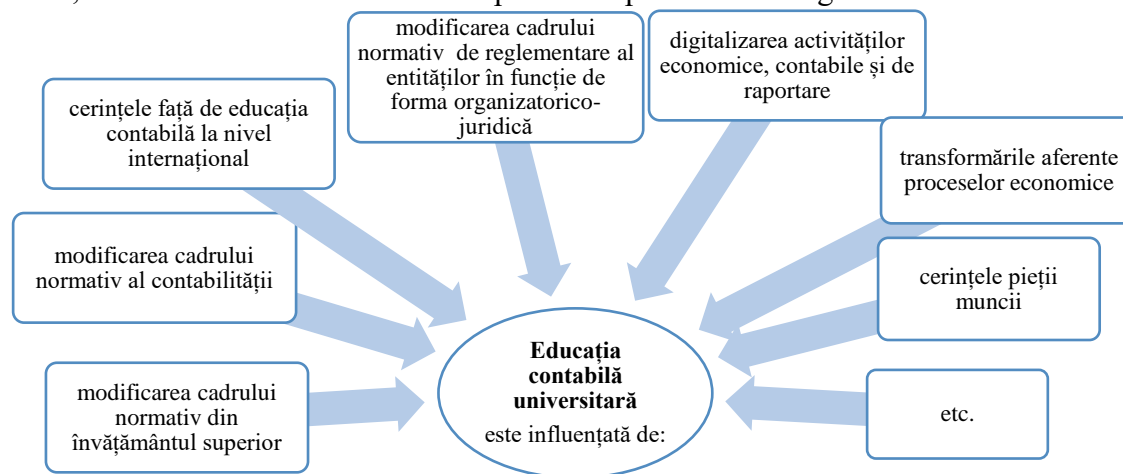 modificarea cadrului
normativ de reglementare al
entităților în funcție de
forma organizatorico-
juridică
digitalizarea activităților
economice, contabile și de
raportare
cerințele față de educația
contabilă la nivel
internațional
transformările aferente
proceselor economice
modificarea cadrului
normativ al contabilității
cerințele pieții
muncii
Educația
contabilă
universitară
este influențată de:
modificarea cadrului
normativ din
învățământul superior
etc.